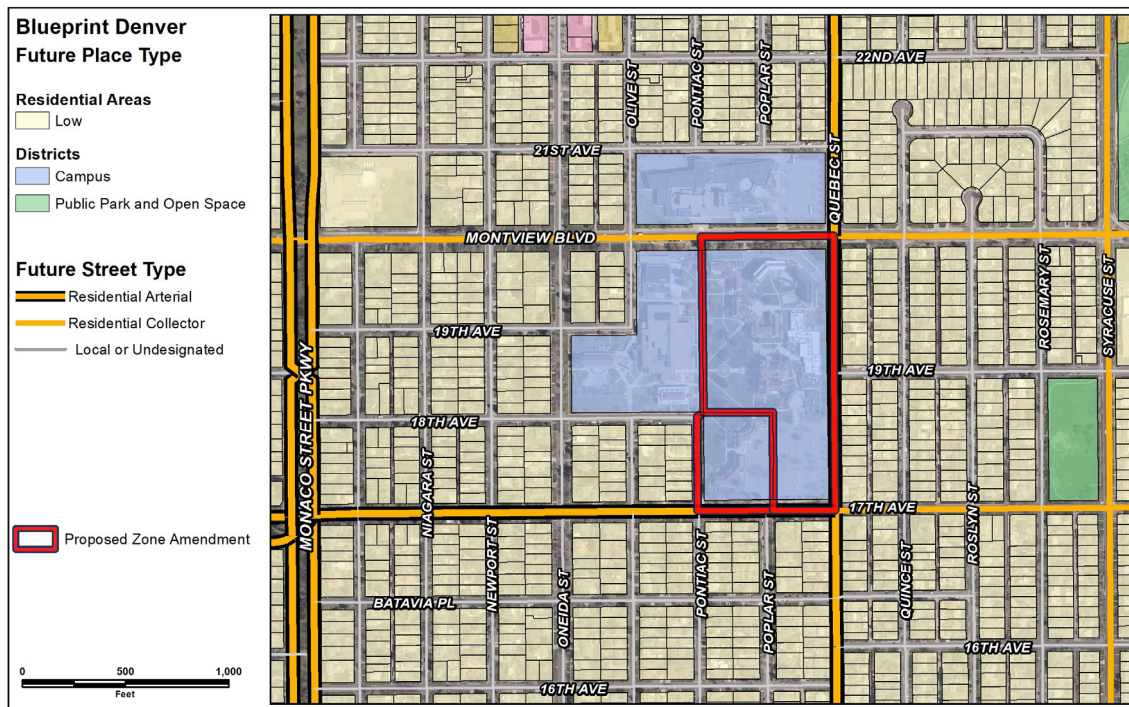 Blueprint Denver
Future Place Type
Residential Areas
Low
Districts
Campus
Public Park and Open Space
Future Street Type
Residential Arterial
Residential Collector
Local or Undesignated
Proposed Zone Amendment
0 500 1,000
Feet
22ND AVE
OLIVE ST
PONTIAC ST
POPLAR ST
21ST AVE
QUEBEC ST
MONTVIEW BLVD
ROSEMARY ST
SYRACUSE ST
19TH AVE
19TH AVE
MONACO STREET PKWY
18TH AVE
NIAGARA ST
17TH AVE
ROSLYN ST
NEWPORT ST
ONEIDA ST
PONTIAC ST
POPLAR ST
QUINCE ST
BATAVIA PL
16TH AVE
16TH AVE